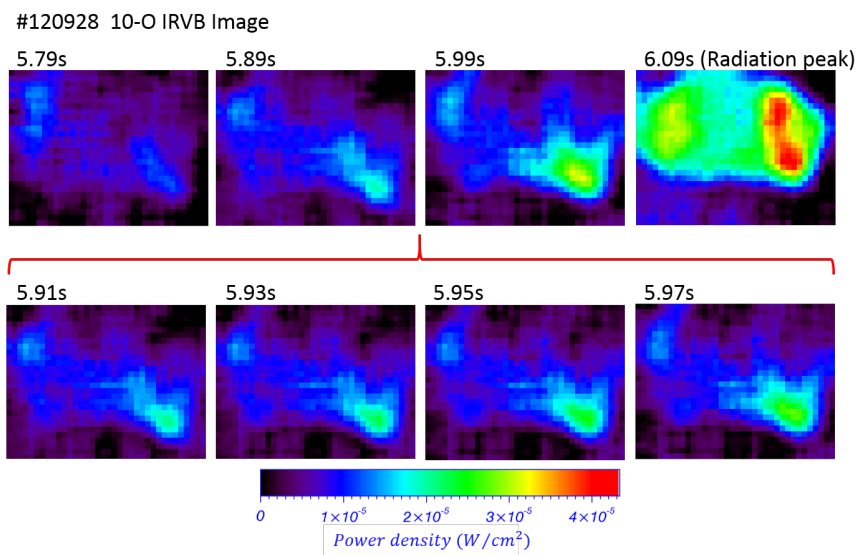 #120928 10-O IRVB Image
5.79s 5.89s 5.99s 6.09s (Radiation peak)
5.91s 5.93s 5.95s 5.97s
0 1×10⁻⁵ 2×10⁻⁵ 3×10⁻⁵ 4×10⁻⁵
Power density (W/cm²)